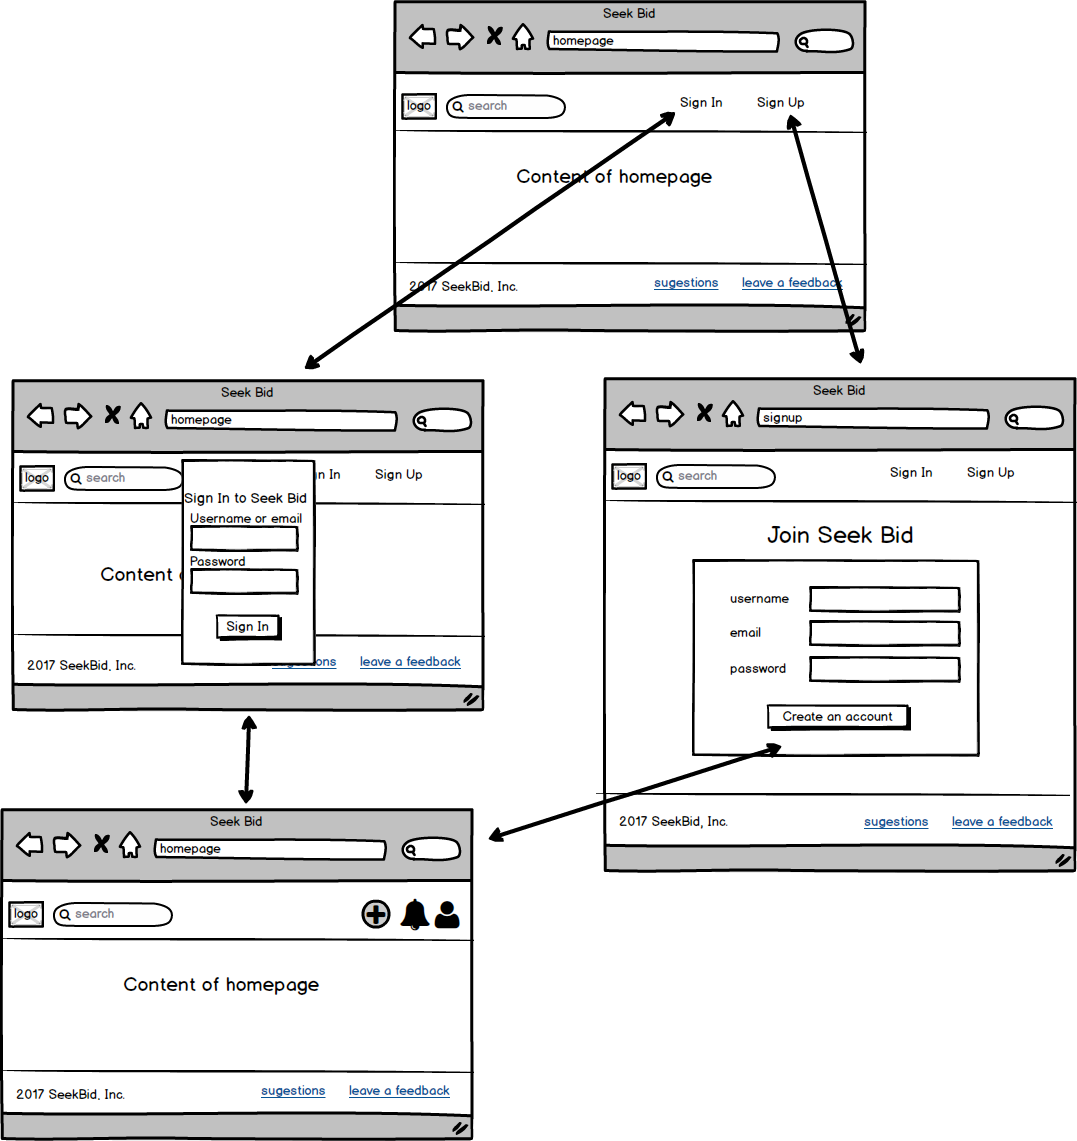 Seek Bid
homepage
logo search Sign In Sign Up
Content of homepage
2017 SeekBid, Inc. sugestions leave a feedback
Seek Bid
homepage
logo search n In Sign Up
Sign In to Seek Bid
Username or email
Password
Content
Sign In
2017 SeekBid, Inc. sugestions leave a feedback
Seek Bid
signup
logo search Sign In Sign Up
Join Seek Bid
username
email
password
Create an account
2017 SeekBid, Inc. sugestions leave a feedback
Seek Bid
homepage
logo search
Content of homepage
2017 SeekBid, Inc. sugestions leave a feedback